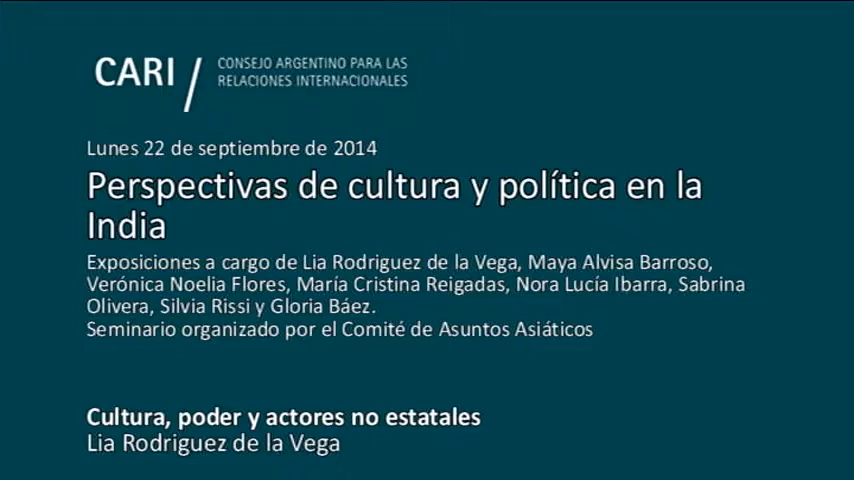 CARI /
CONSEJO ARGENTINO PARA LAS
RELACIONES INTERNACIONALES
Lunes 22 de septiembre de 2014
Perspectivas de cultura y política en la
India
Exposiciones a cargo de Lia Rodriguez de la Vega, Maya Alvisa Barroso,
Verónica Noelia Flores, María Cristina Reigadas, Nora Lucía Ibarra, Sabrina
Olivera, Silvia Rissi y Gloria Báez.
Seminario organizado por el Comité de Asuntos Asiáticos
Cultura, poder y actores no estatales
Lia Rodriguez de la Vega